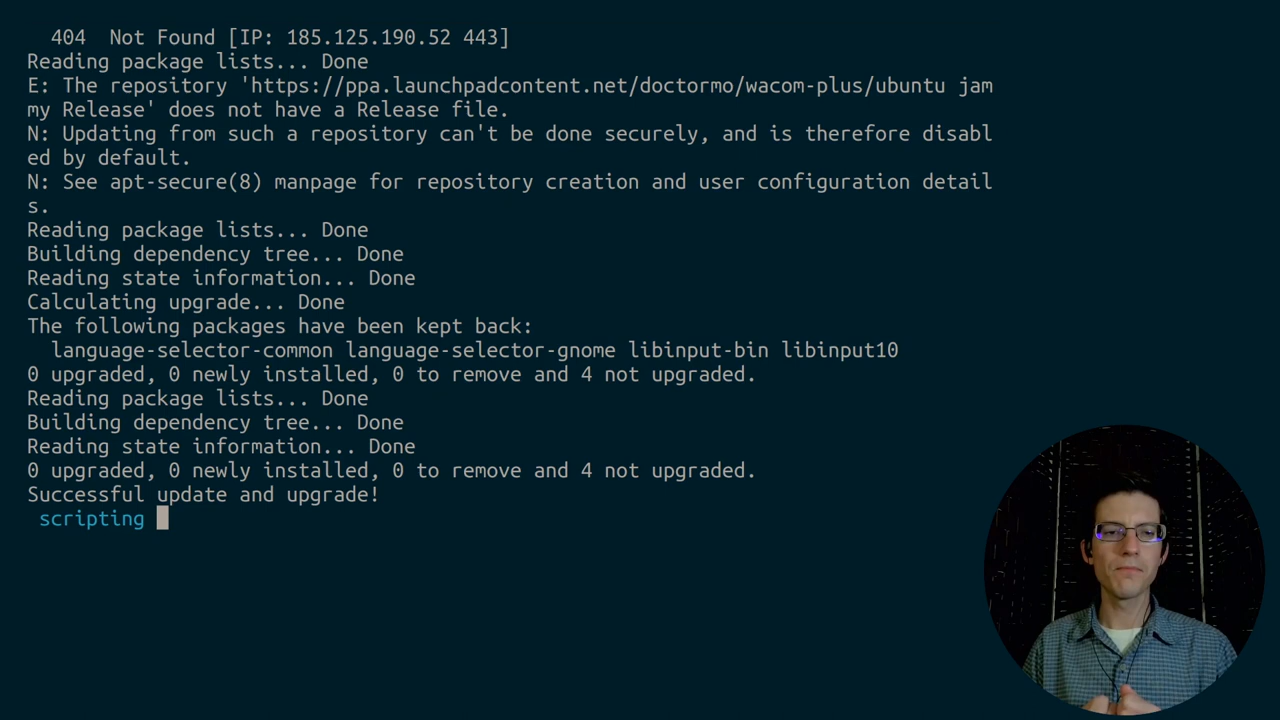 404  Not Found [IP: 185.125.190.52 443]
Reading package lists... Done
E: The repository 'https://ppa.launchpadcontent.net/doctormo/wacom-plus/ubuntu jam
my Release' does not have a Release file.
N: Updating from such a repository can't be done securely, and is therefore disabl
ed by default.
N: See apt-secure(8) manpage for repository creation and user configuration detail
s.
Reading package lists... Done
Building dependency tree... Done
Reading state information... Done
Calculating upgrade... Done
The following packages have been kept back:
language-selector-common language-selector-gnome libinput-bin libinput10
0 upgraded, 0 newly installed, 0 to remove and 4 not upgraded.
Reading package lists... Done
Building dependency tree... Done
Reading state information... Done
0 upgraded, 0 newly installed, 0 to remove and 4 not upgraded.
Successful update and upgrade!
scripting